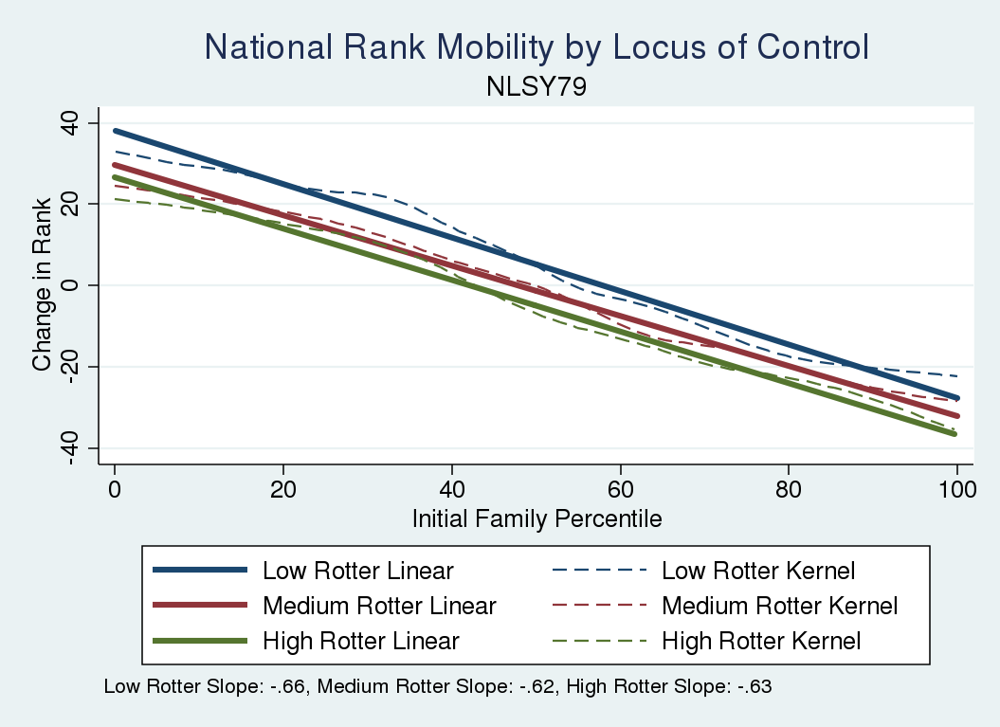 National Rank Mobility by Locus of Control
NLSY79
Change in Rank
40
20
0
-20
-40
0 20 40 60 80 100
Initial Family Percentile
Low Rotter Linear Low Rotter Kernel
Medium Rotter Linear Medium Rotter Kernel
High Rotter Linear High Rotter Kernel
Low Rotter Slope: -.66, Medium Rotter Slope: -.62, High Rotter Slope: -.63